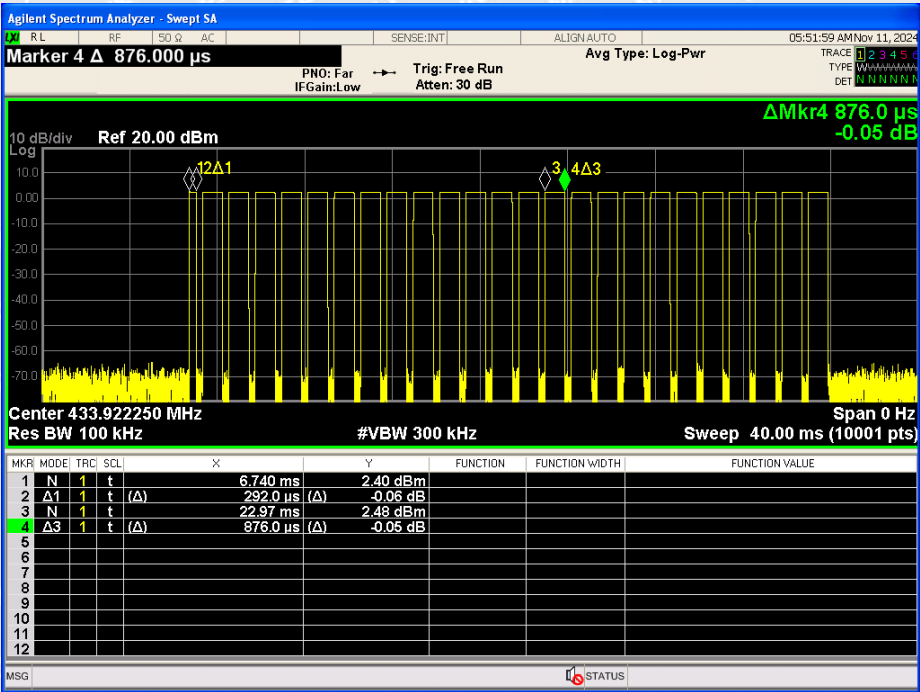 Agilent Spectrum Analyzer - Swept SA
LXI RL RF 50 Ω AC SENSE:INT ALIGN AUTO 05:51:59 AM Nov 11, 2024
Marker 4 Δ 876.000 µs
PNO: Far
IFGain:Low
Trig: Free Run
Atten: 30 dB
Avg Type: Log-Pwr
TRACE 1 2 3 4 5 6
TYPE
DET N N N N N N
ΔMkr4 876.0 µs
-0.05 dB
10 dB/div Ref 20.00 dBm
Log
12Δ1 3 4Δ3
10.0
0.00
-10.0
-20.0
-30.0
-40.0
-50.0
-60.0
-70.0
Center 433.922250 MHz Span 0 Hz
Res BW 100 kHz #VBW 300 kHz Sweep 40.00 ms (10001 pts)
MKR MODE TRC SCL X Y FUNCTION FUNCTION WIDTH FUNCTION VALUE
1 N 1 t 6.740 ms 2.40 dBm
2 Δ1 1 t (Δ) 292.0 µs (Δ) -0.06 dB
3 N 1 t 22.97 ms 2.48 dBm
4 Δ3 1 t (Δ) 876.0 µs (Δ) -0.05 dB
5
6
7
8
9
10
11
12
MSG STATUS